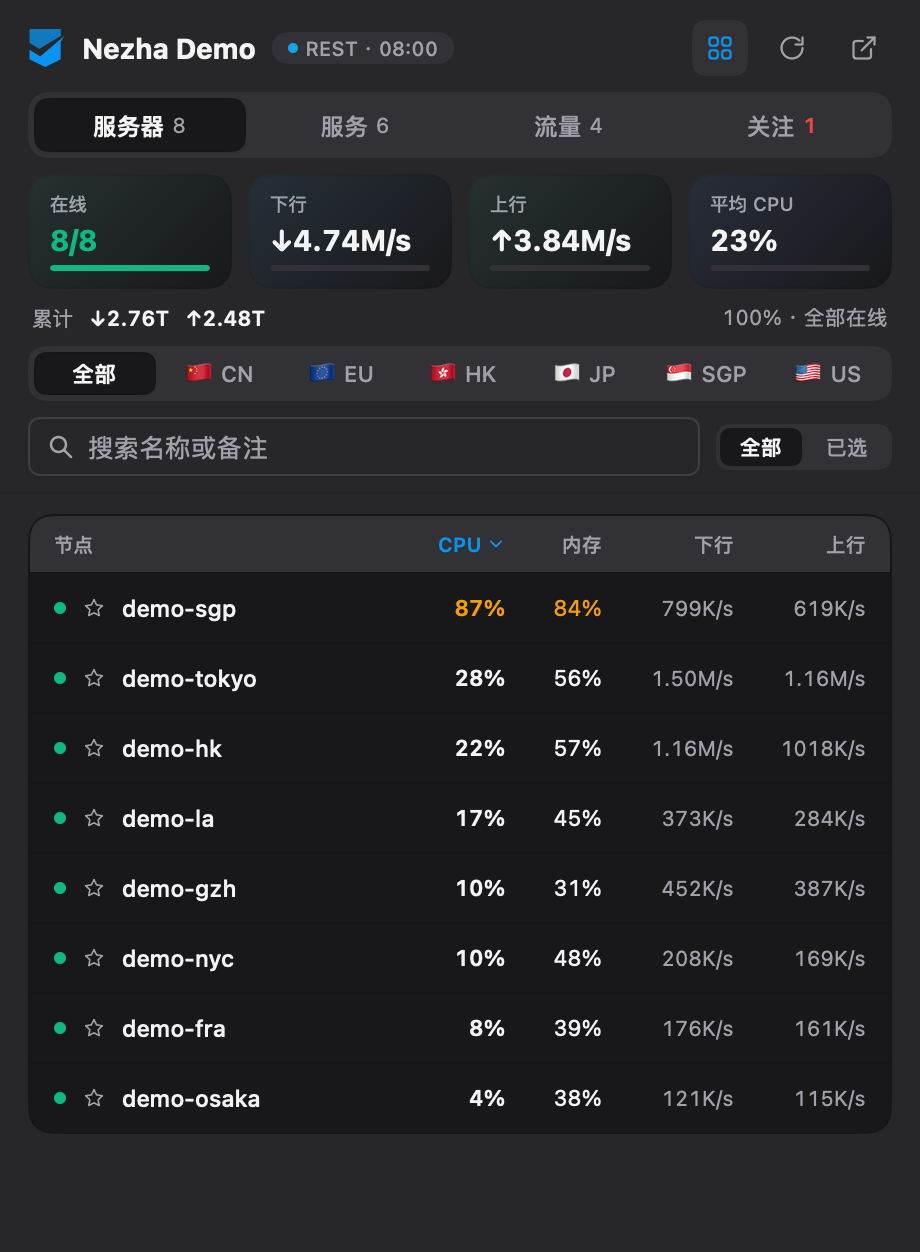 Nezha Demo REST · 08:00
服务器 8 服务 6 流量 4 关注 1
在线 下行 上行 平均 CPU
8/8 ↓4.74M/s ↑3.84M/s 23%
累计 ↓2.76T ↑2.48T 100% · 全部在线
全部 🇨🇳 CN 🇪🇺 EU 🇭🇰 HK 🇯🇵 JP 🇸🇬 SGP 🇺🇸 US
搜索名称或备注 全部 已选
节点 CPU 内存 下行 上行
demo-sgp 87% 84% 799K/s 619K/s
demo-tokyo 28% 56% 1.50M/s 1.16M/s
demo-hk 22% 57% 1.16M/s 1018K/s
demo-la 17% 45% 373K/s 284K/s
demo-gzh 10% 31% 452K/s 387K/s
demo-nyc 10% 48% 208K/s 169K/s
demo-fra 8% 39% 176K/s 161K/s
demo-osaka 4% 38% 121K/s 115K/s